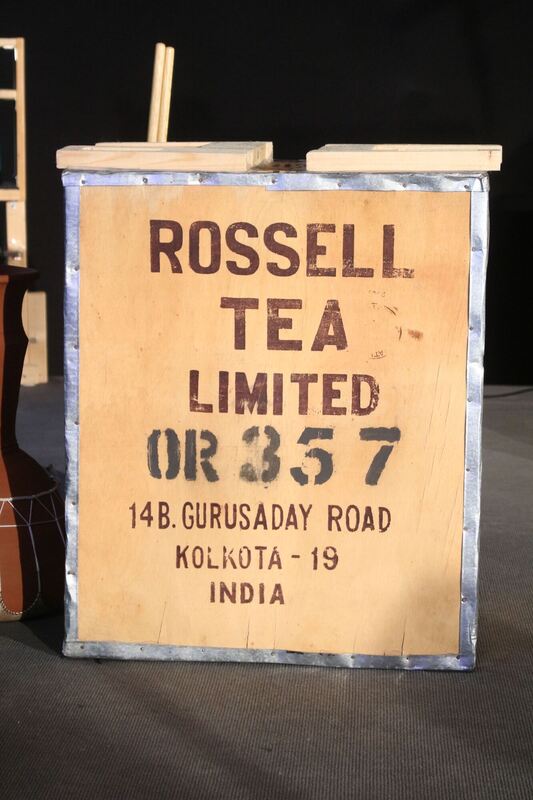 ROSSELL
TEA
LIMITED
OR 357
14B. GURUSADAY ROAD
KOLKOTA - 19
INDIA